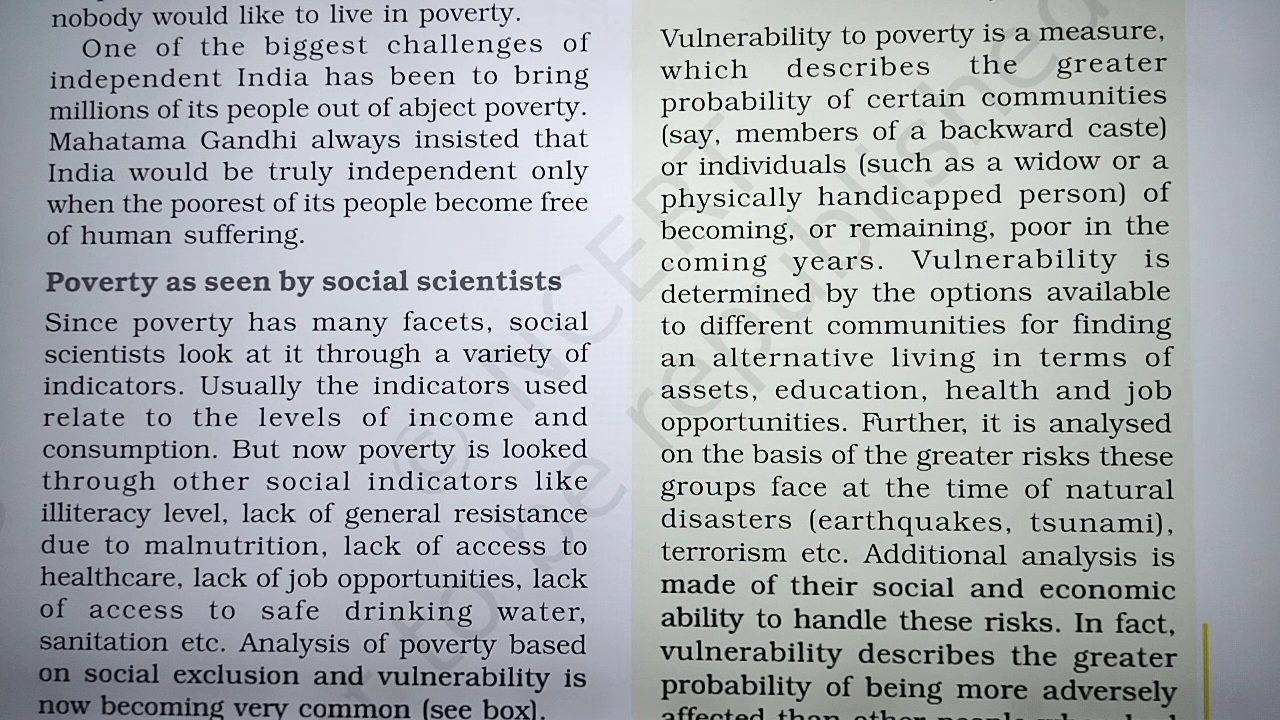 nobody would like to live in poverty.
One of the biggest challenges of
independent India has been to bring
millions of its people out of abject poverty.
Mahatama Gandhi always insisted that
India would be truly independent only
when the poorest of its people become free
of human suffering.
Poverty as seen by social scientists
Since poverty has many facets, social
scientists look at it through a variety of
indicators. Usually the indicators used
relate to the levels of income and
consumption. But now poverty is looked
through other social indicators like
illiteracy level, lack of general resistance
due to malnutrition, lack of access to
healthcare, lack of job opportunities, lack
of access to safe drinking water,
sanitation etc. Analysis of poverty based
on social exclusion and vulnerability is
now becoming very common (see box).
Vulnerability to poverty is a measure,
which describes the greater
probability of certain communities
(say, members of a backward caste)
or individuals (such as a widow or a
physically handicapped person) of
becoming, or remaining, poor in the
coming years. Vulnerability is
determined by the options available
to different communities for finding
an alternative living in terms of
assets, education, health and job
opportunities. Further, it is analysed
on the basis of the greater risks these
groups face at the time of natural
disasters (earthquakes, tsunami),
terrorism etc. Additional analysis is
made of their social and economic
ability to handle these risks. In fact,
vulnerability describes the greater
probability of being more adversely
affected than other people
© NCERT
to be republished